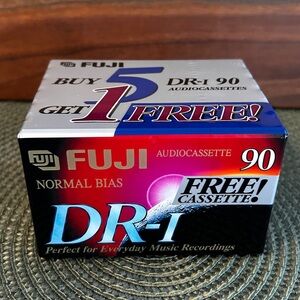 FUJI
BUY 5 DR-I 90
AUDIOCASSETTES
GET 1 FREE!
FUJI FUJI AUDIOCASSETTE 90
NORMAL BIAS
FREE!
CASSETTE
DR-I
Perfect for Everyday Music Recordings